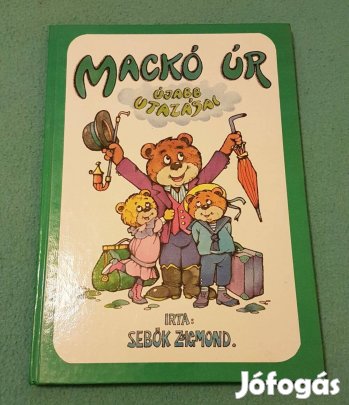 MACKÓ ÚR
ÚJABB
UTAZÁSAI
IRTA:
SEBŐK ZSIGMOND.
Jófogás